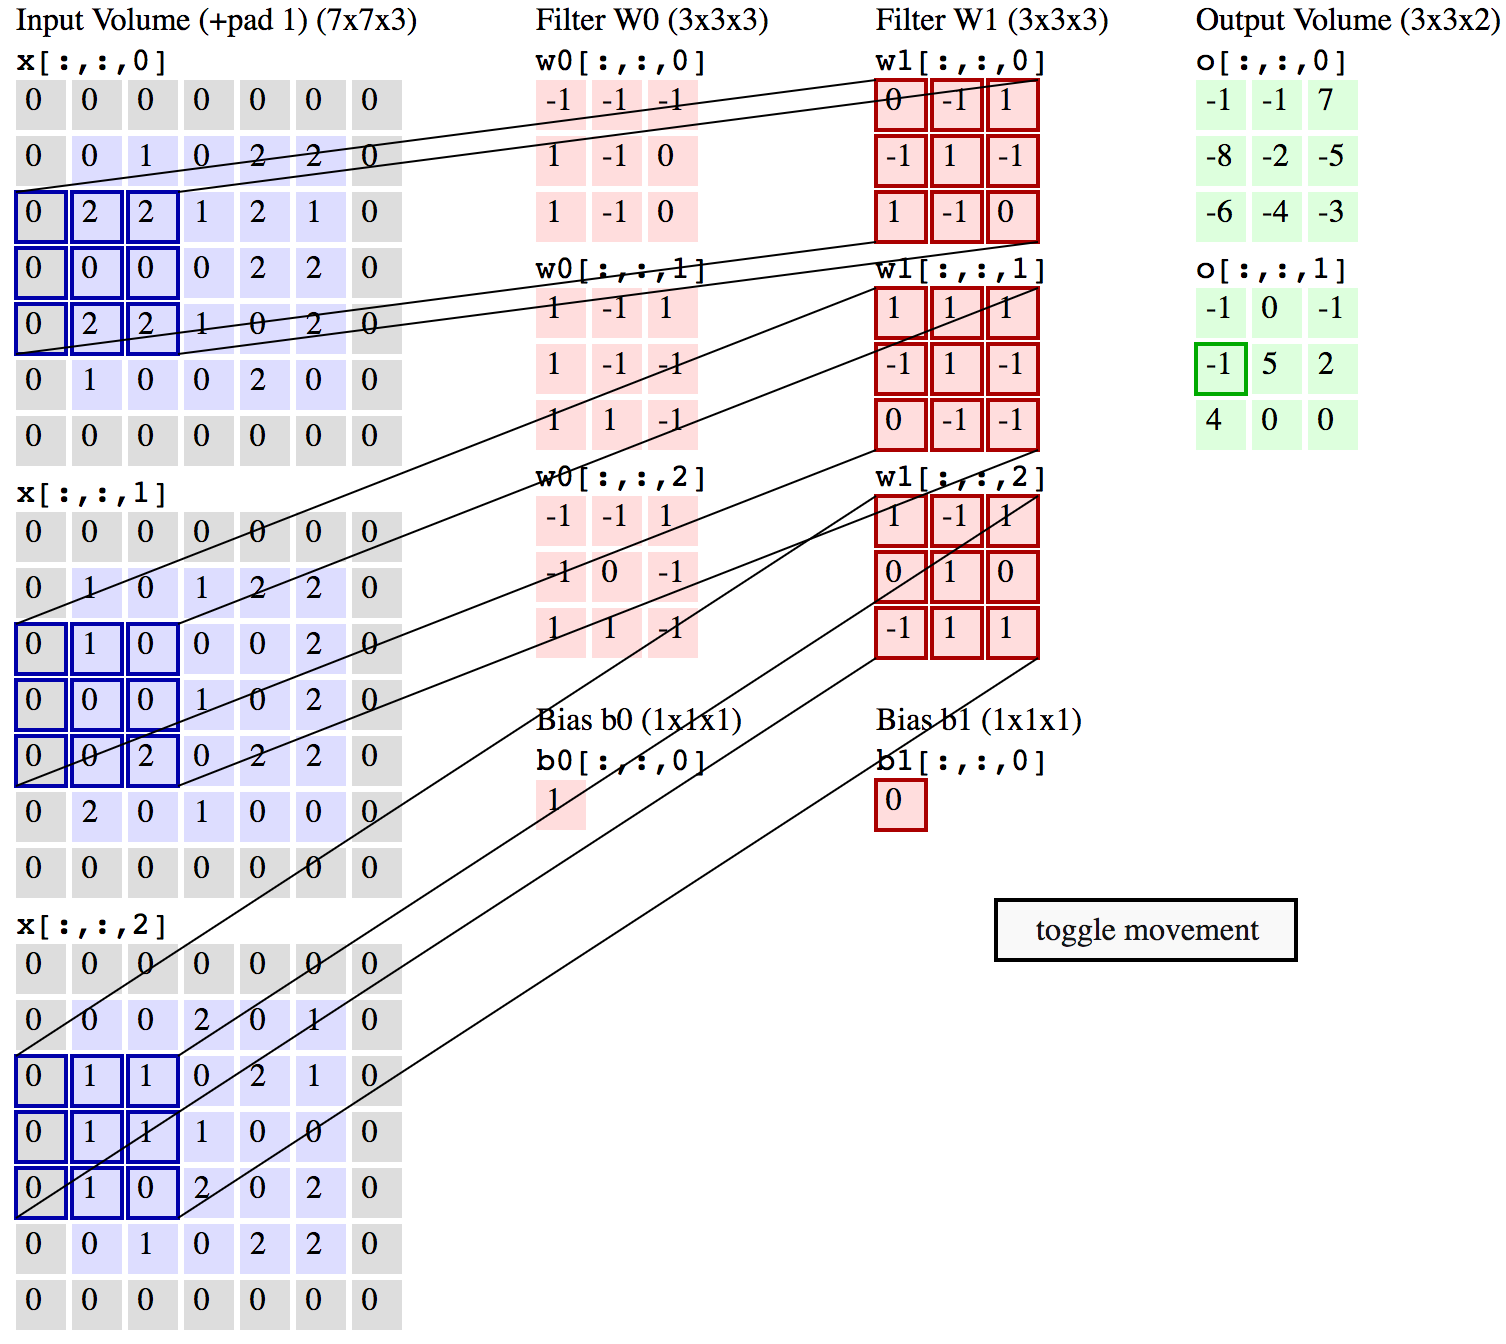 Input Volume (+pad 1) (7x7x3)
x[:,:,0]
0 0 0 0 0 0 0
0 0 1 0 2 2 0
0 2 2 1 2 1 0
0 0 0 0 2 2 0
0 2 2 1 0 2 0
0 1 0 0 2 0 0
0 0 0 0 0 0 0
x[:,:,1]
0 0 0 0 0 0 0
0 1 0 1 2 2 0
0 1 0 0 0 2 0
0 0 0 1 0 2 0
0 0 2 0 2 2 0
0 2 0 1 0 0 0
0 0 0 0 0 0 0
x[:,:,2]
0 0 0 0 0 0 0
0 0 0 2 0 1 0
0 1 1 0 2 1 0
0 1 1 1 0 0 0
0 1 0 2 0 2 0
0 0 1 0 2 2 0
0 0 0 0 0 0 0
Filter W0 (3x3x3)
w0[:,:,0]
-1 -1 -1
1 -1 0
1 -1 0
w0[:,:,1]
1 -1 1
1 -1 -1
1 1 -1
w0[:,:,2]
-1 -1 1
-1 0 -1
1 1 -1
Bias b0 (1x1x1)
b0[:,:,0]
1
Filter W1 (3x3x3)
w1[:,:,0]
0 -1 1
-1 1 -1
1 -1 0
w1[:,:,1]
1 1 1
-1 1 -1
0 -1 -1
w1[:,:,2]
1 -1 1
0 1 0
-1 1 1
Bias b1 (1x1x1)
b1[:,:,0]
0
Output Volume (3x3x2)
o[:,:,0]
-1 -1 7
-8 -2 -5
-6 -4 -3
o[:,:,1]
-1 0 -1
-1 5 2
4 0 0
toggle movement